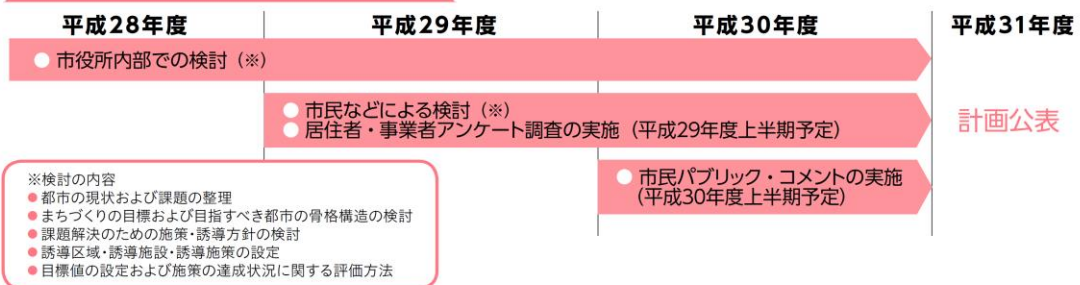 平成28年度
平成29年度
平成30年度
平成31年度
市役所内部での検討（※）
市民などによる検討（※）
居住者・事業者アンケート調査の実施（平成29年度上半期予定）
計画公表
市民パブリック・コメントの実施
（平成30年度上半期予定）
※検討の内容
●都市の現状および課題の整理
●まちづくりの目標および目指すべき都市の骨格構造の検討
●課題解決のための施策・誘導方針の検討
●誘導区域・誘導施設・誘導施策の設定
●目標値の設定および施策の達成状況に関する評価方法